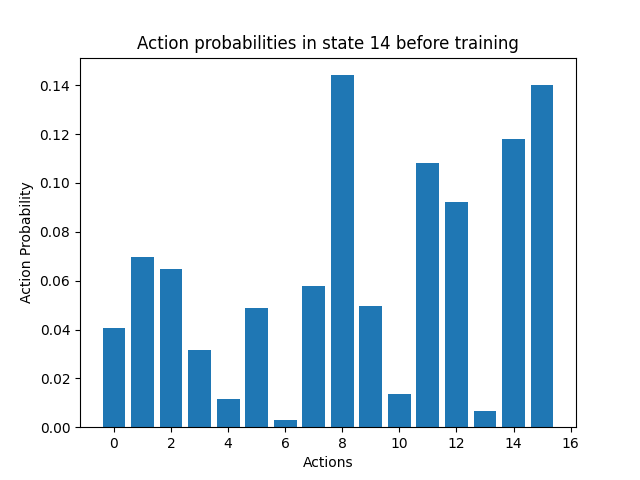 Action probabilities in state 14 before training
0.14
0.12
0.10
0.08
0.06
0.04
0.02
0.00
Action Probability
0 2 4 6 8 10 12 14 16
Actions